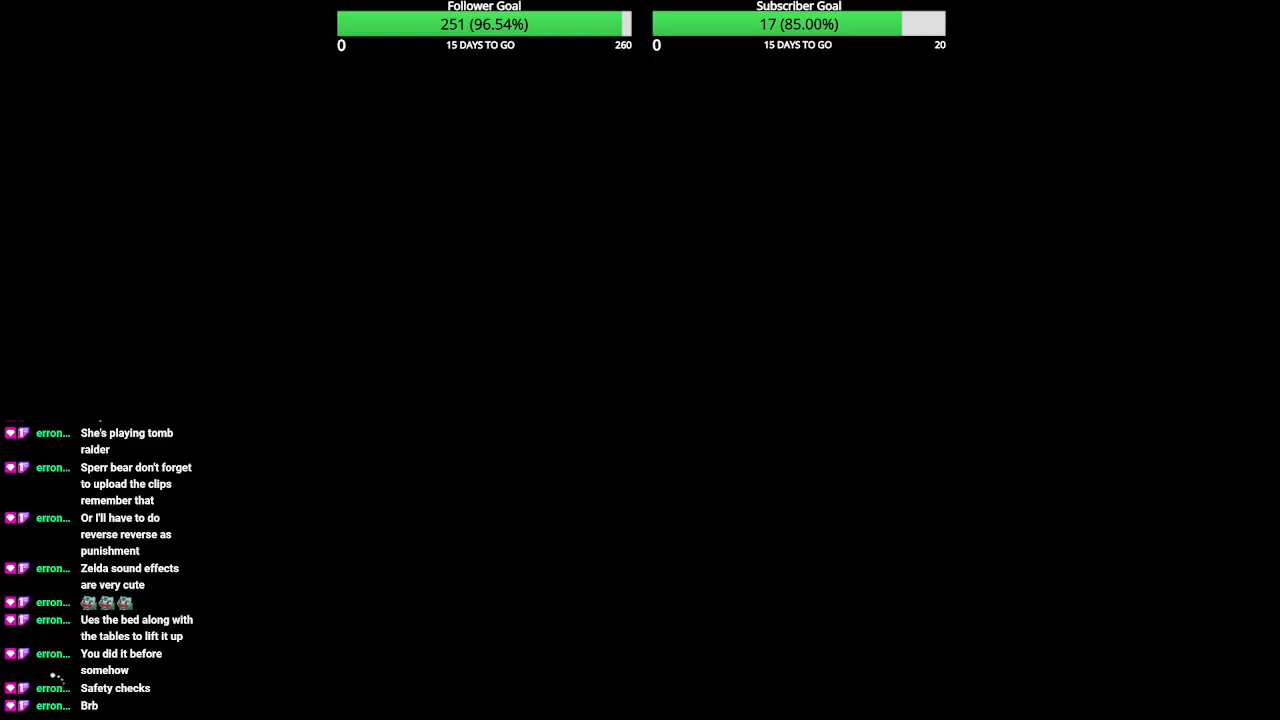 Follower Goal
251 (96.54%)
0 15 DAYS TO GO 260
Subscriber Goal
17 (85.00%)
0 15 DAYS TO GO 20
erron... She's playing tomb
raider
erron... Sperr bear don't forget
to upload the clips
remember that
erron... Or I'll have to do
reverse reverse as
punishment
erron... Zelda sound effects
are very cute
erron...
erron... Ues the bed along with
the tables to lift it up
erron... You did it before
somehow
erron... Safety checks
erron... Brb